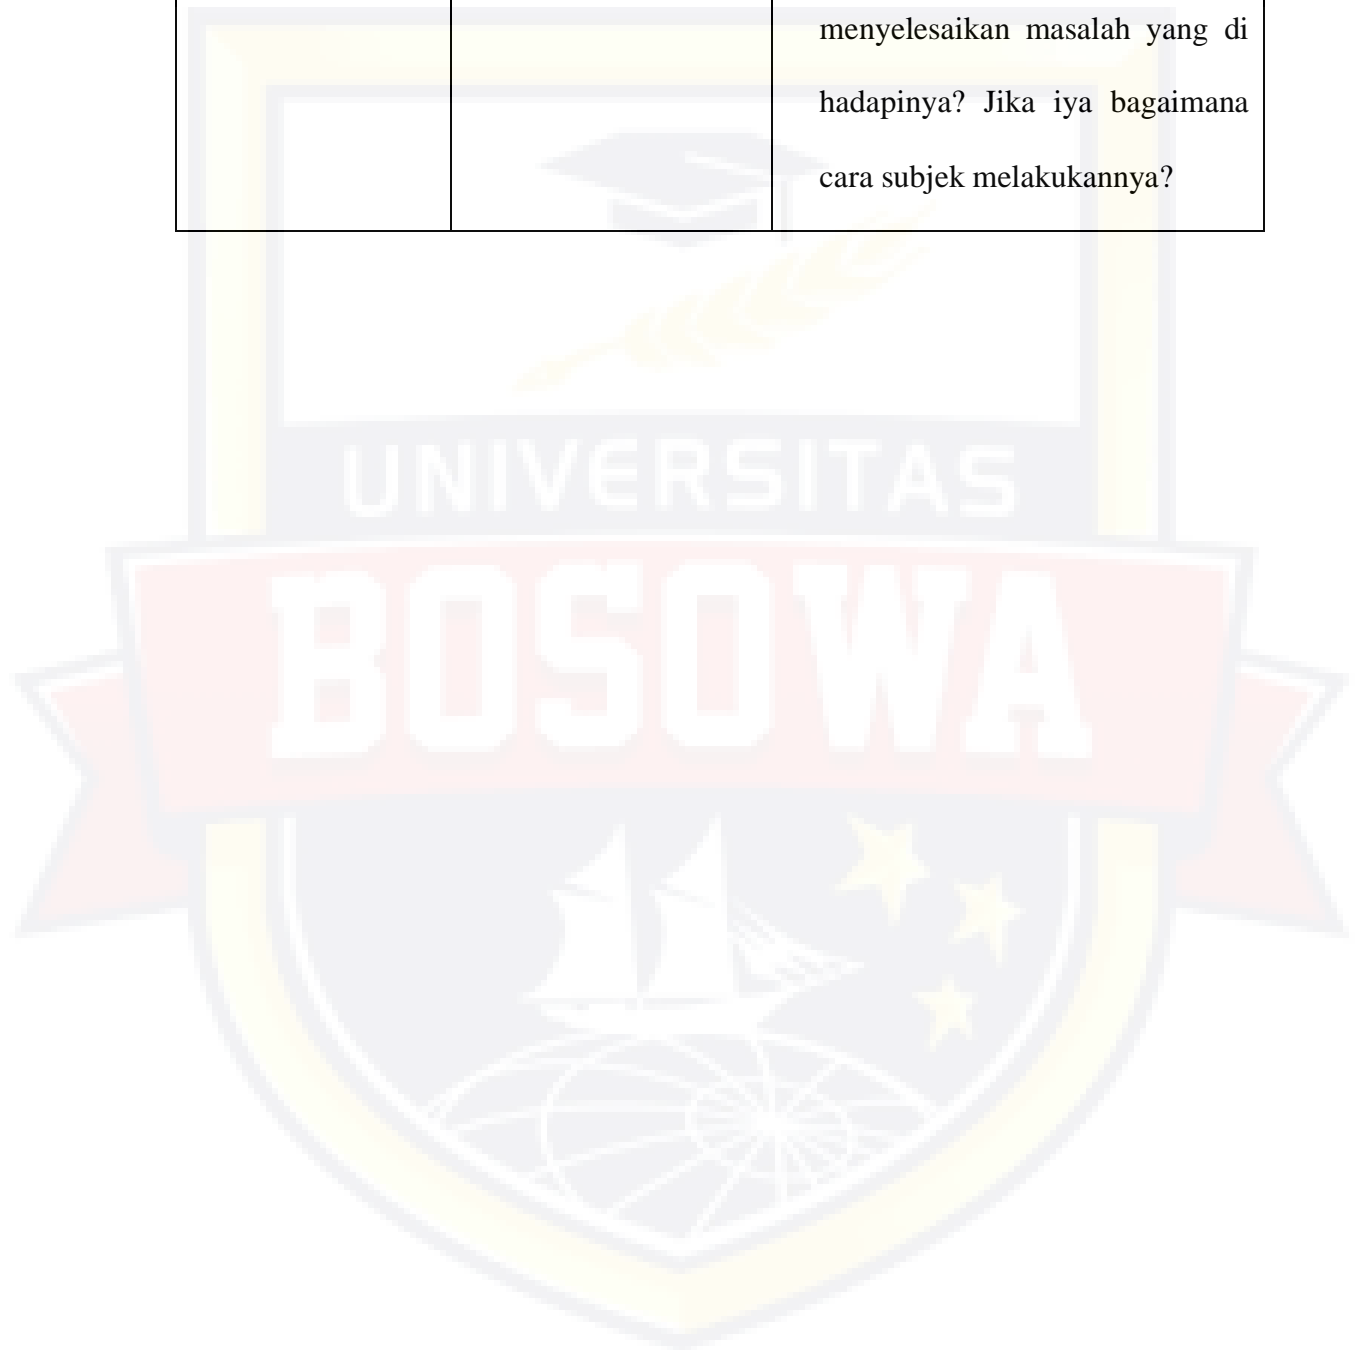 menyelesaikan masalah yang di
hadapinya? Jika iya bagaimana
cara subjek melakukannya?
UNIVERSITAS
BOSOWA